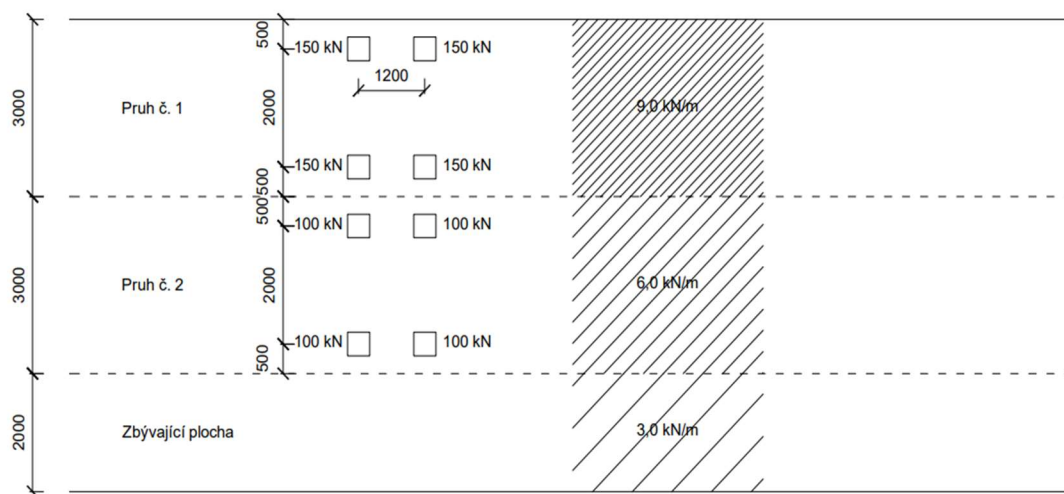 500
150 kN 150 kN
1200
3000 Pruh č. 1 2000 9,0 kN/m
150 kN 150 kN
500
500
100 kN 100 kN
3000 Pruh č. 2 2000 6,0 kN/m
100 kN 100 kN
500
2000 Zbývající plocha 3,0 kN/m